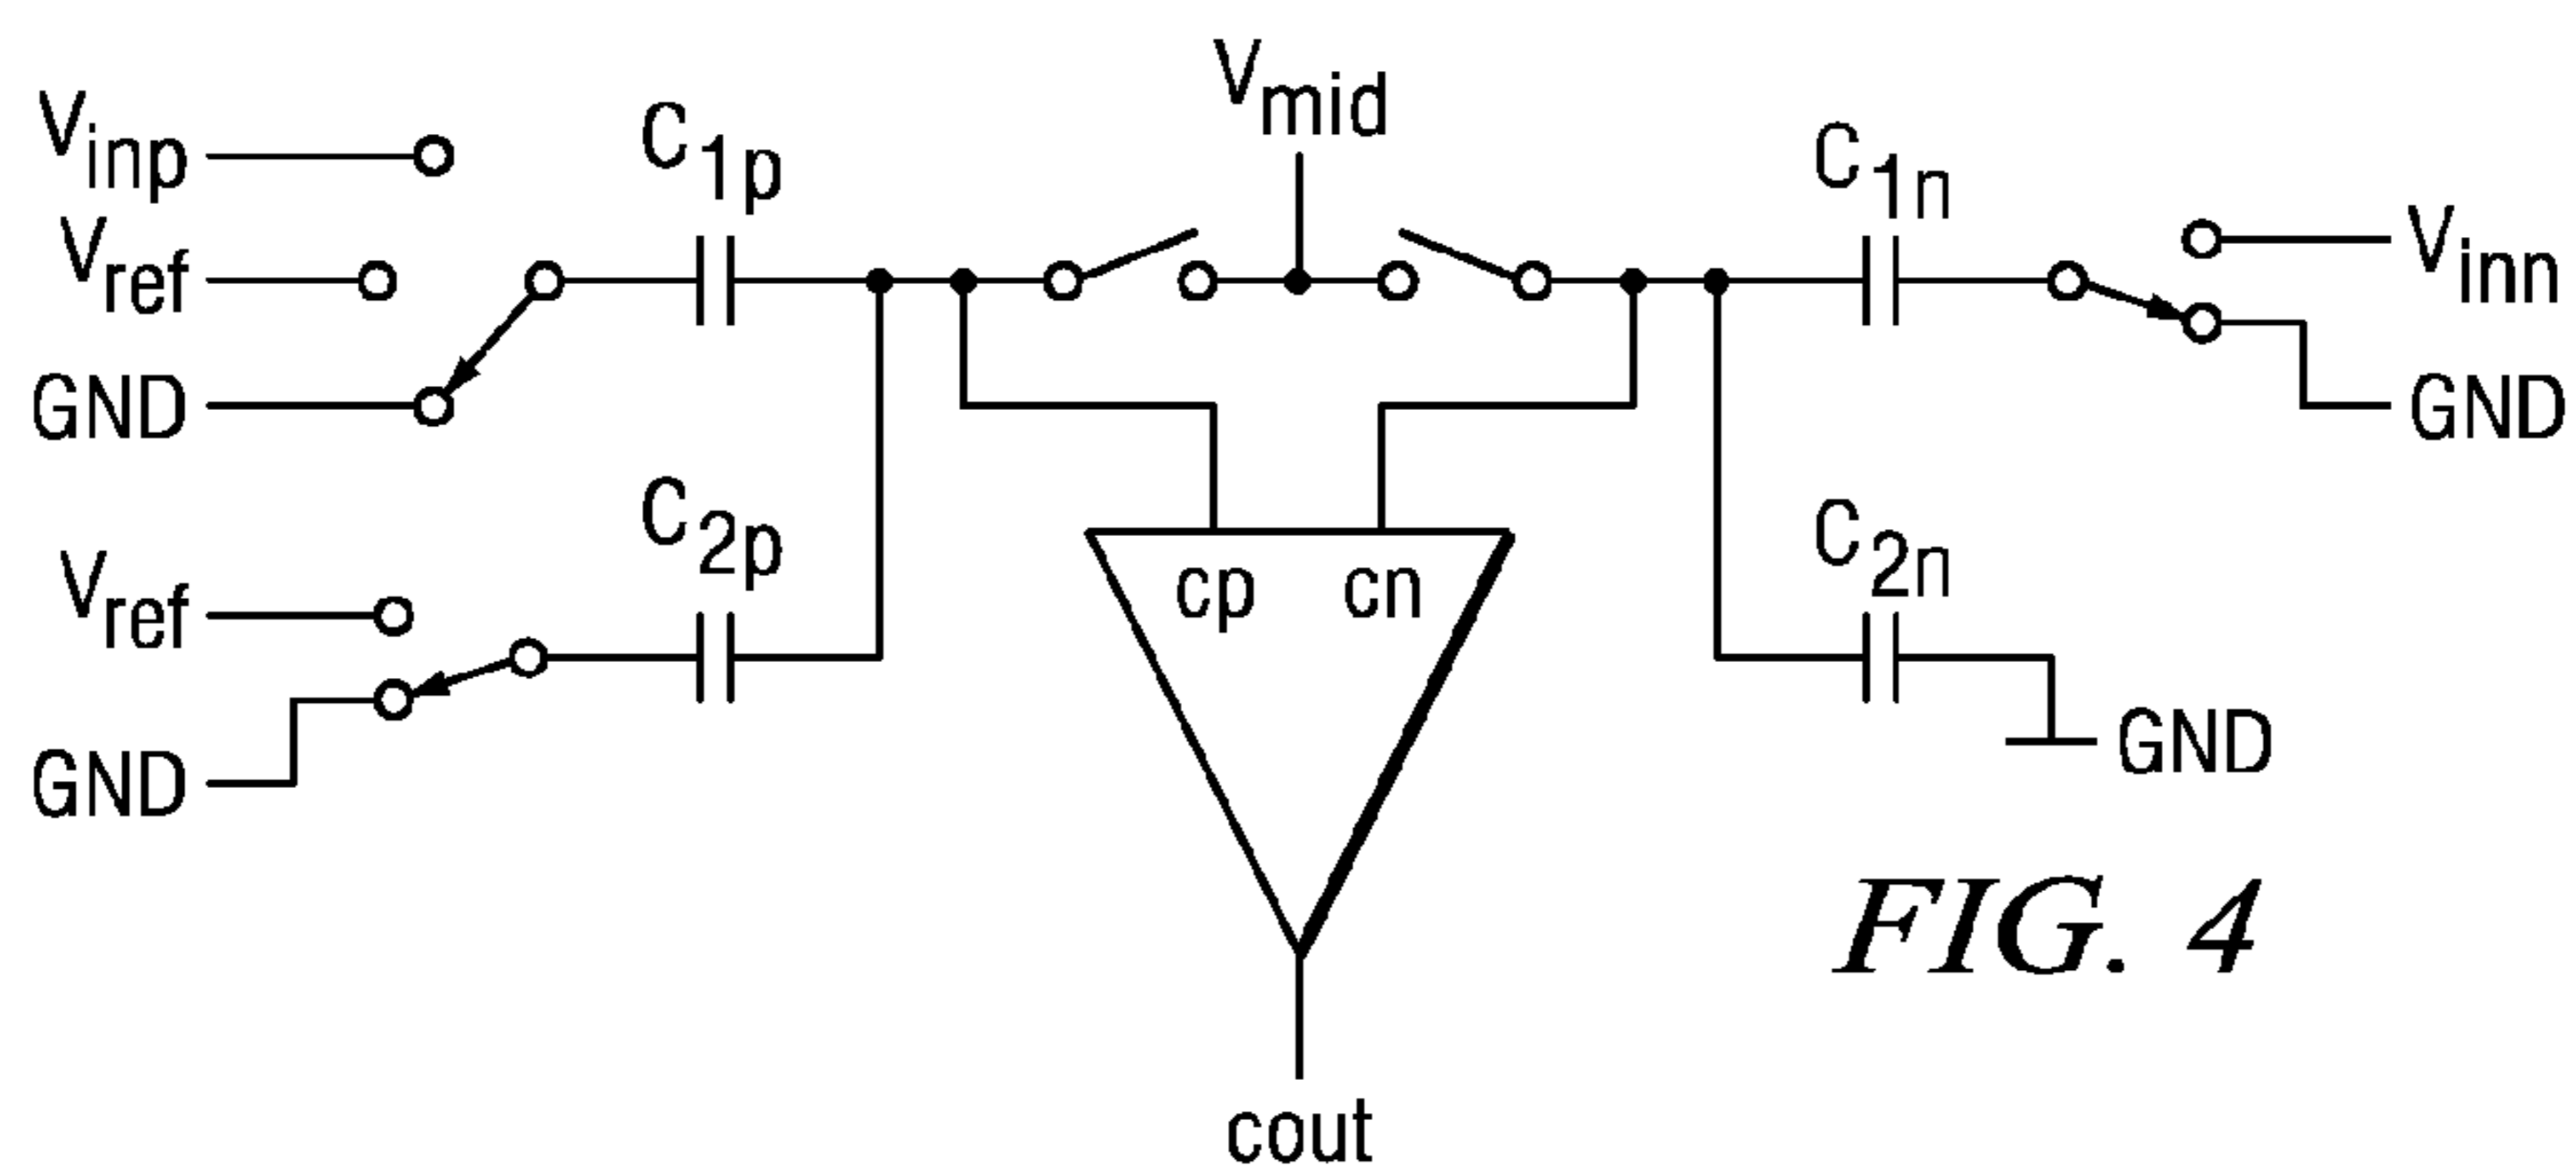 Vmid
Vinp
C1p
C1n
Vref
Vinn
GND
GND
C2p
C2n
Vref
cp
cn
GND
GND
FIG. 4
cout